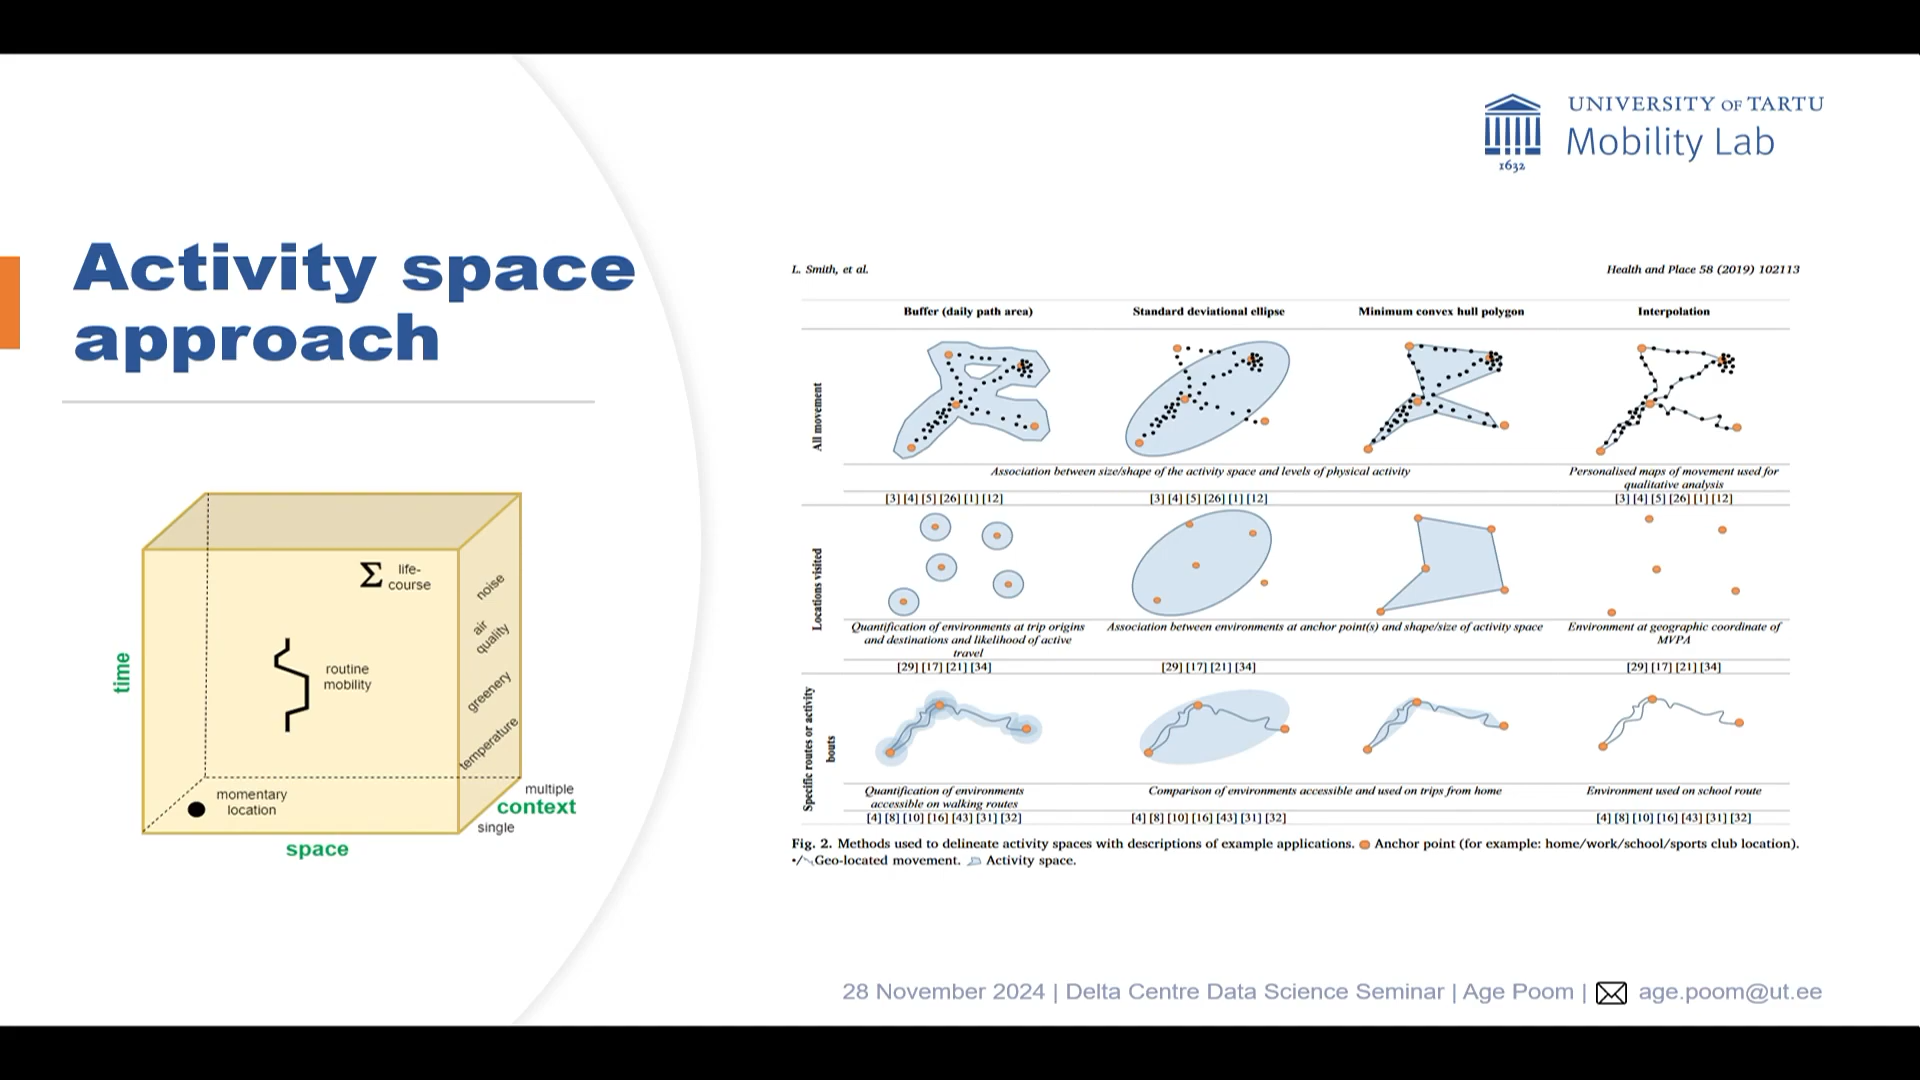 UNIVERSITY OF TARTU
Mobility Lab
1632
Activity space
approach
Σ life-
course
noise
air
quality
greenery
temperature
routine
mobility
time
momentary
location
multiple
context
single
space
L. Smith, et al.
Health and Place 58 (2019) 102113
Buffer (daily path area)
Standard deviational ellipse
Minimum convex hull polygon
Interpolation
All movement
Association between size/shape of the activity space and levels of physical activity
Personalised maps of movement used for
qualitative analysis
[3] [4] [5] [26] [1] [12]
[3] [4] [5] [26] [1] [12]
[3] [4] [5] [26] [1] [12]
Locations visited
Quantification of environments at trip origins
and destinations and likelihood of active
travel
Association between environments at anchor point(s) and shape/size of activity space
Environment at geographic coordinate of
MVPA
[29] [17] [21] [34]
[29] [17] [21] [34]
[29] [17] [21] [34]
Specific routes or activity
bouts
Quantification of environments
accessible on walking routes
Comparison of environments accessible and used on trips from home
Environment used on school route
[4] [8] [10] [16] [43] [31] [32]
[4] [8] [10] [16] [43] [31] [32]
[4] [8] [10] [16] [43] [31] [32]
Fig. 2. Methods used to delineate activity spaces with descriptions of example applications. Anchor point (for example: home/work/school/sports club location).
Geo-located movement. Activity space.
28 November 2024 | Delta Centre Data Science Seminar | Age Poom | age.poom@ut.ee